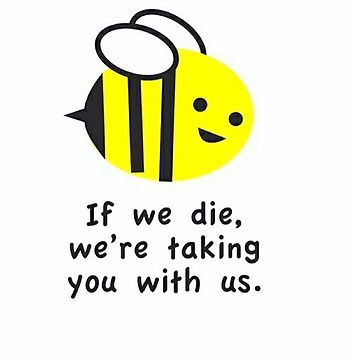 If we die,
we're taking
you with us.